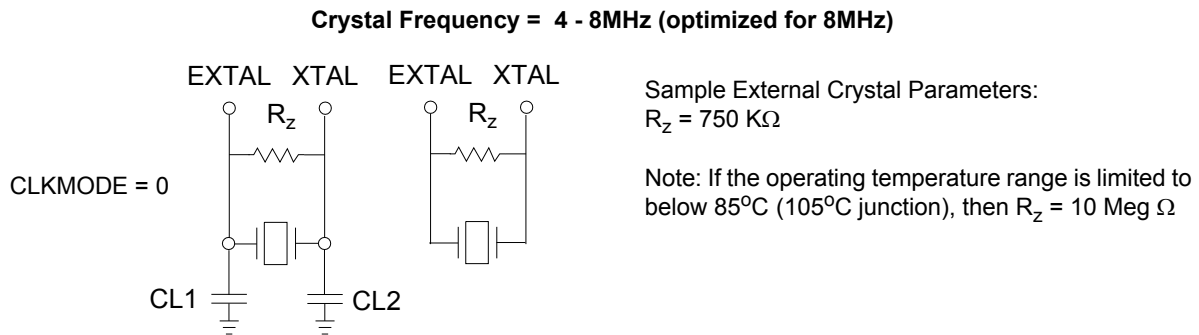 Crystal Frequency = 4 - 8MHz (optimized for 8MHz)
EXTAL XTAL
R_z
EXTAL XTAL
R_z
CLKMODE = 0
CL1
CL2
Sample External Crystal Parameters:
R_z = 750 KΩ
Note: If the operating temperature range is limited to
below 85°C (105°C junction), then R_z = 10 Meg Ω